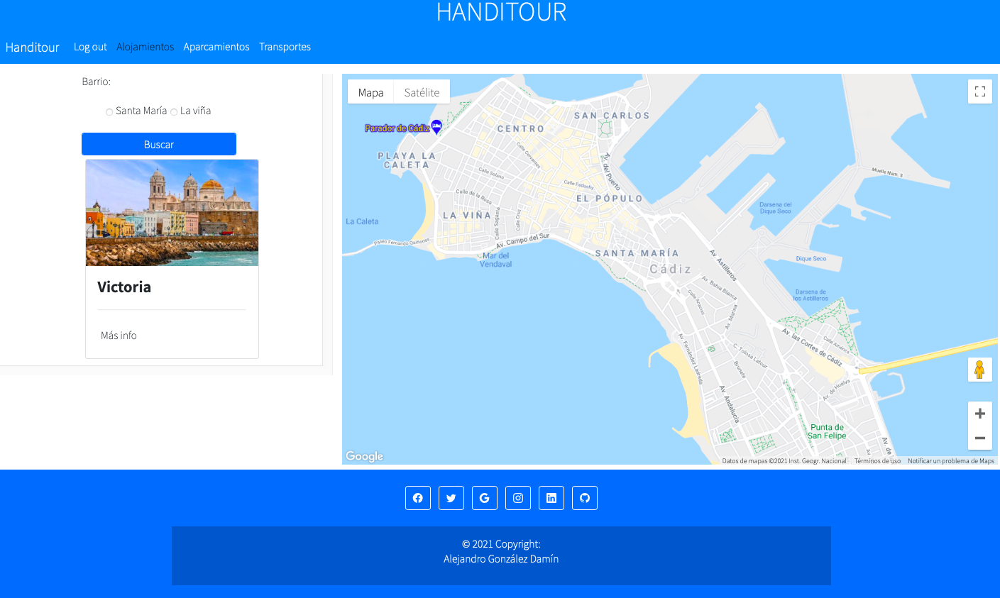 HANDITOUR
Handitour Log out Alojamientos Aparcamientos Transportes
Barrio:
Santa María La viña
Buscar
Victoria
Más info
Mapa Satélite
SAN CARLOS
CENTRO
Parador de Cádiz
PLAYA LA
CALETA
Calle Cervantes
Av. del Puerto
Calle Solano
Muelle Num. 5
Calle Feduchy
Calle de la Rosa
EL PÓPULO
LA VIÑA
Calle Sagasta
Calle Cruz
Darsena del
Dique Seco
La Caleta
Paseo Fernando Quiñones
Av. Campo del Sur
Mar del
Vendaval
SANTA MARÍA
Cádiz
Av. Astilleros
Dique Seco
Av. Bahía Blanca
Darsena de
los Astilleros
Calle Acacias
Av. Marina
Av. las Cortes de Cádiz
Calle América
Av. Fernández Ladreda
C. Tolosa Latour
Bruneta
Av. de Huelva
Av. Andalucía
Punta de
San Felipe
Av. de
Google
Datos de mapas ©2021 Inst. Geogr. Nacional Términos de uso Notificar un problema de Maps
© 2021 Copyright:
Alejandro González Damín